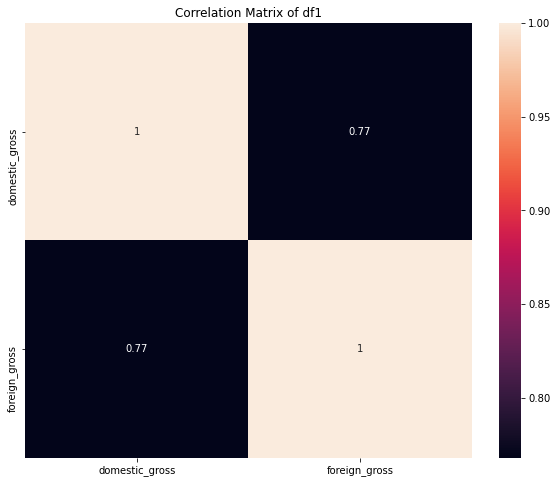 Correlation Matrix of df1
domestic_gross
foreign_gross
1
0.77
0.77
1
domestic_gross
foreign_gross
1.00
0.95
0.90
0.85
0.80